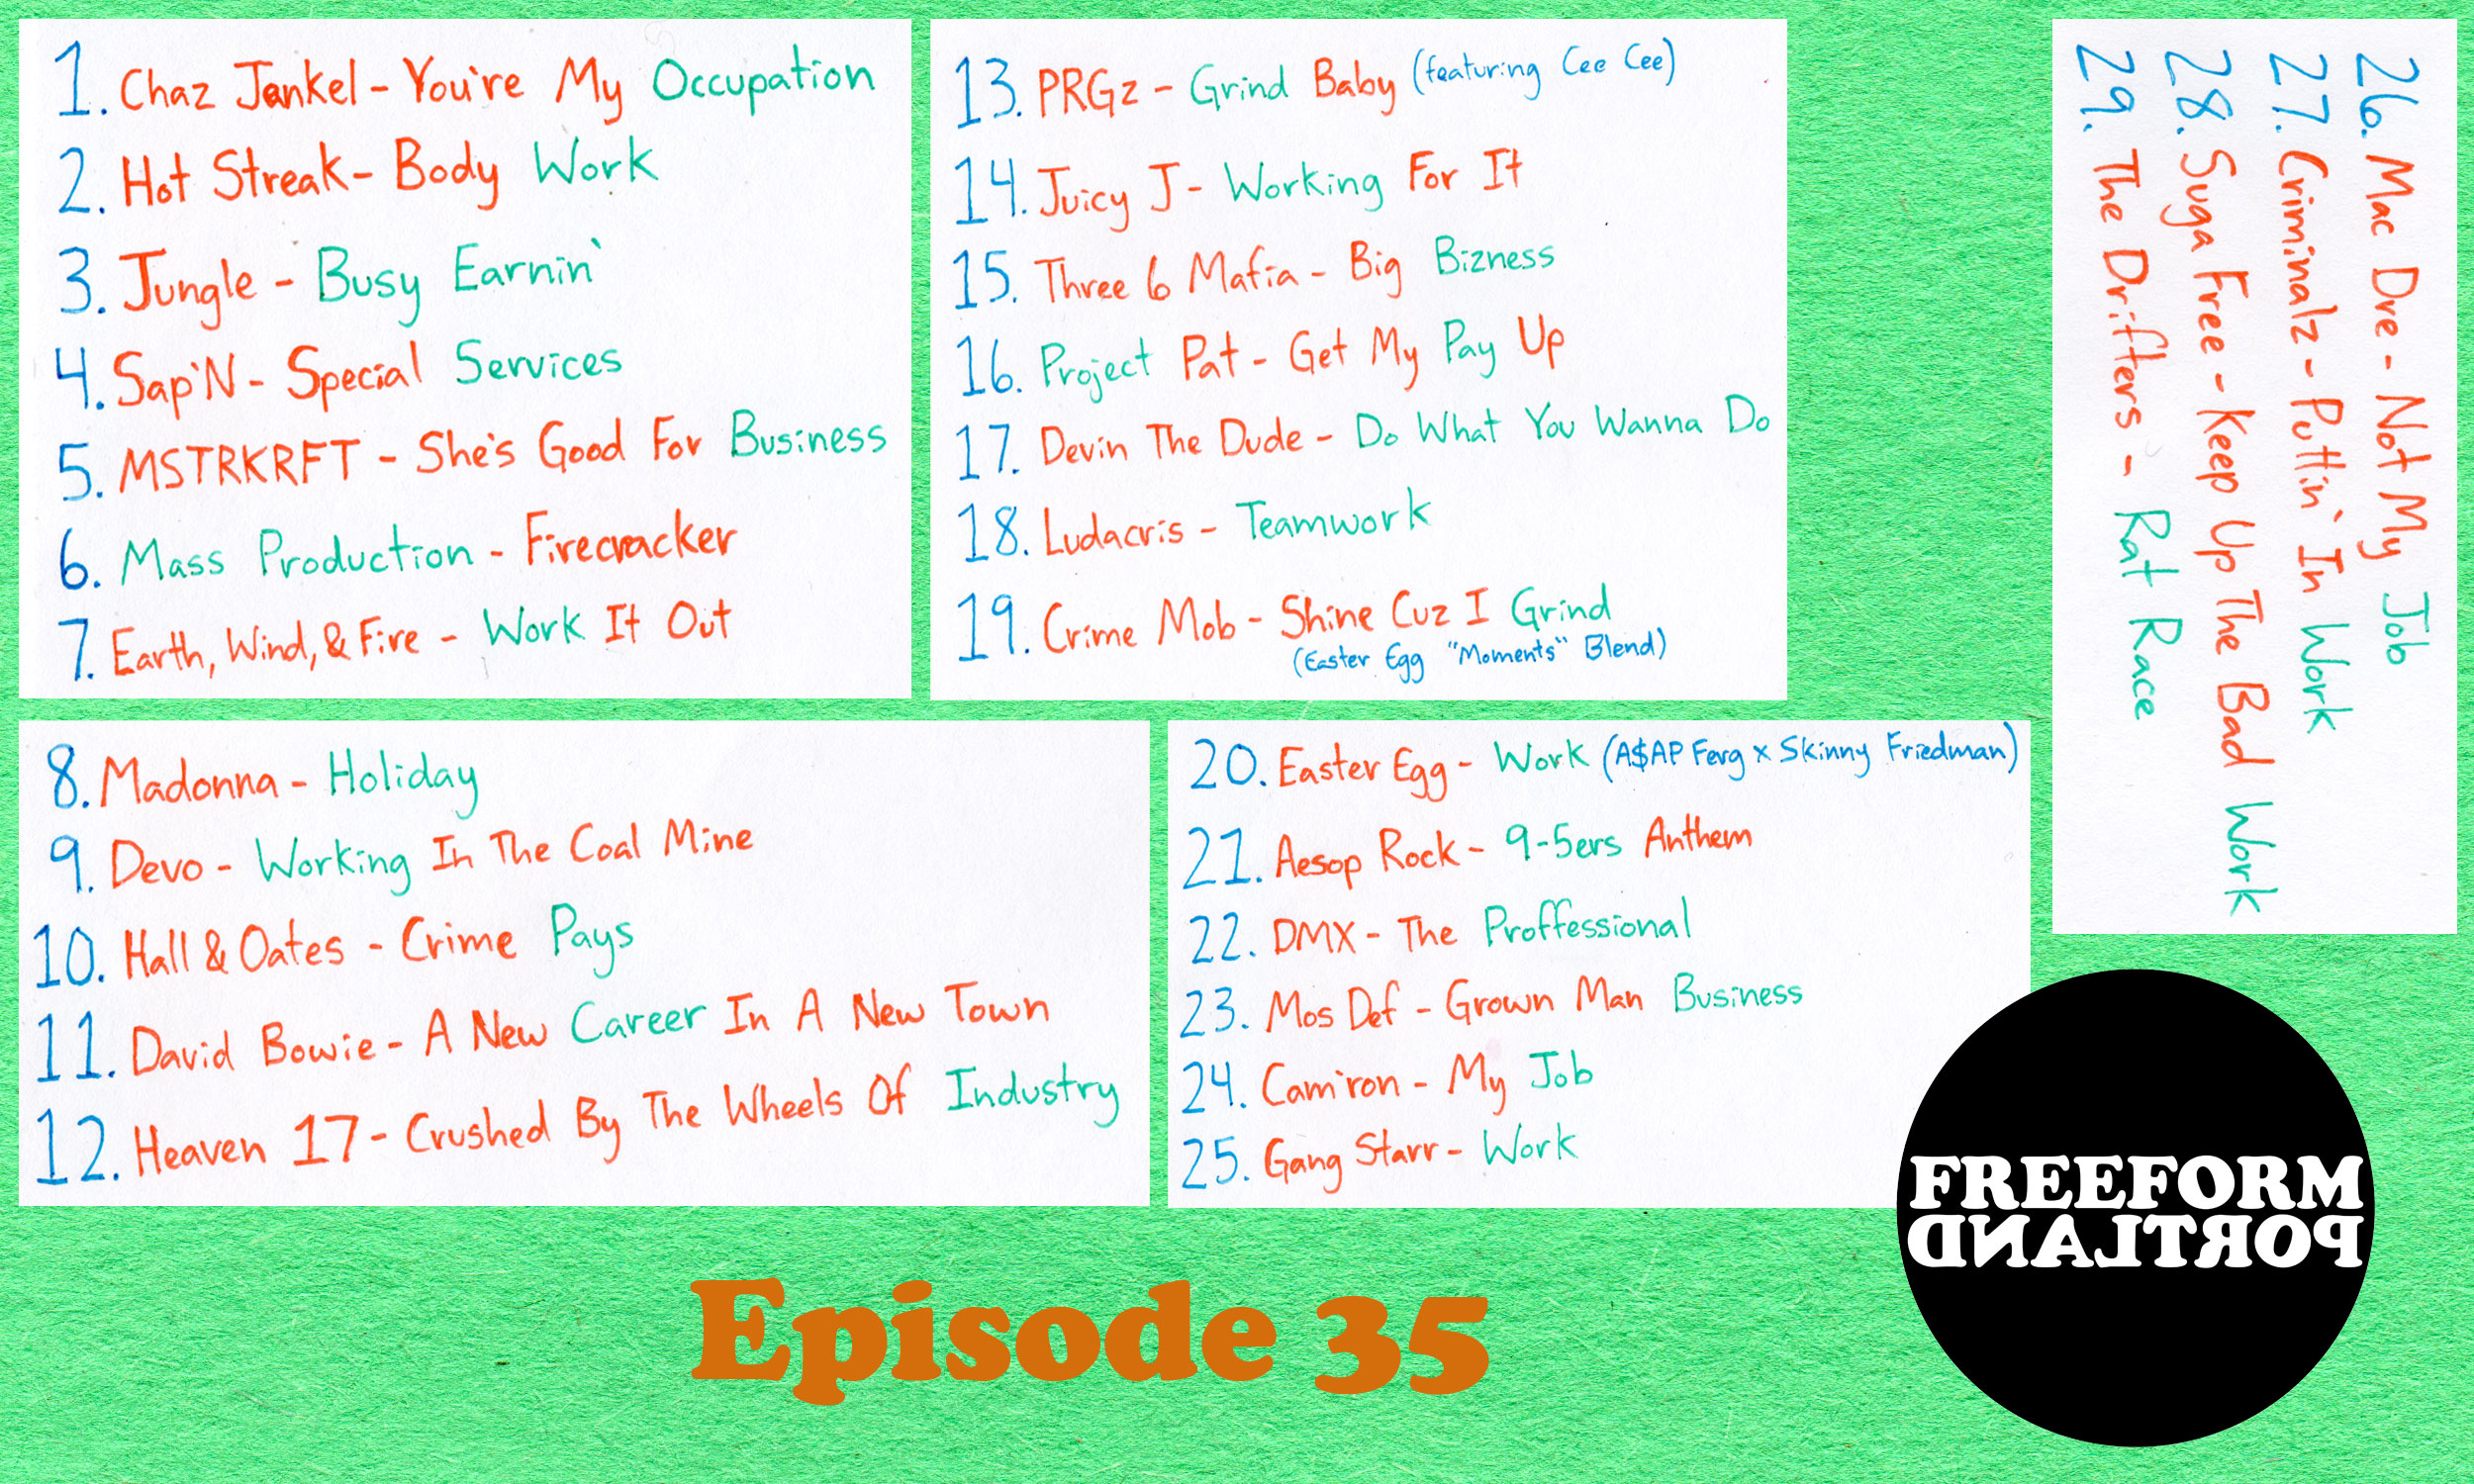 1. Chaz Jankel - You're My Occupation
2. Hot Streak - Body Work
3. Jungle - Busy Earnin'
4. Sap'N - Special Services
5. MSTRKRFT - She's Good For Business
6. Mass Production - Firecracker
7. Earth, Wind, & Fire - Work It Out
8. Madonna - Holiday
9. Devo - Working In The Coal Mine
10. Hall & Oates - Crime Pays
11. David Bowie - A New Career In A New Town
12. Heaven 17 - Crushed By The Wheels Of Industry
13. PRGz - Grind Baby (featuring Cee Cee)
14. Juicy J - Working For It
15. Three 6 Mafia - Big Bizness
16. Project Pat - Get My Pay Up
17. Devin The Dude - Do What You Wanna Do
18. Ludacris - Teamwork
19. Crime Mob - Shine Cuz I Grind
(Easter Egg "Moments" Blend)
20. Easter Egg - Work (A$AP Ferg x Skinny Friedman)
21. Aesop Rock - 9-5ers Anthem
22. DMX - The Proffessional
23. Mos Def - Grown Man Business
24. Cam'ron - My Job
25. Gang Starr - Work
26. Mac Dre - Not My Job
27. Criminalz - Puttin' In Work
28. Suga Free - Keep Up The Bad Work
29. The Drifters - Rat Race
FREEFORM
PORTLAND
Episode 35